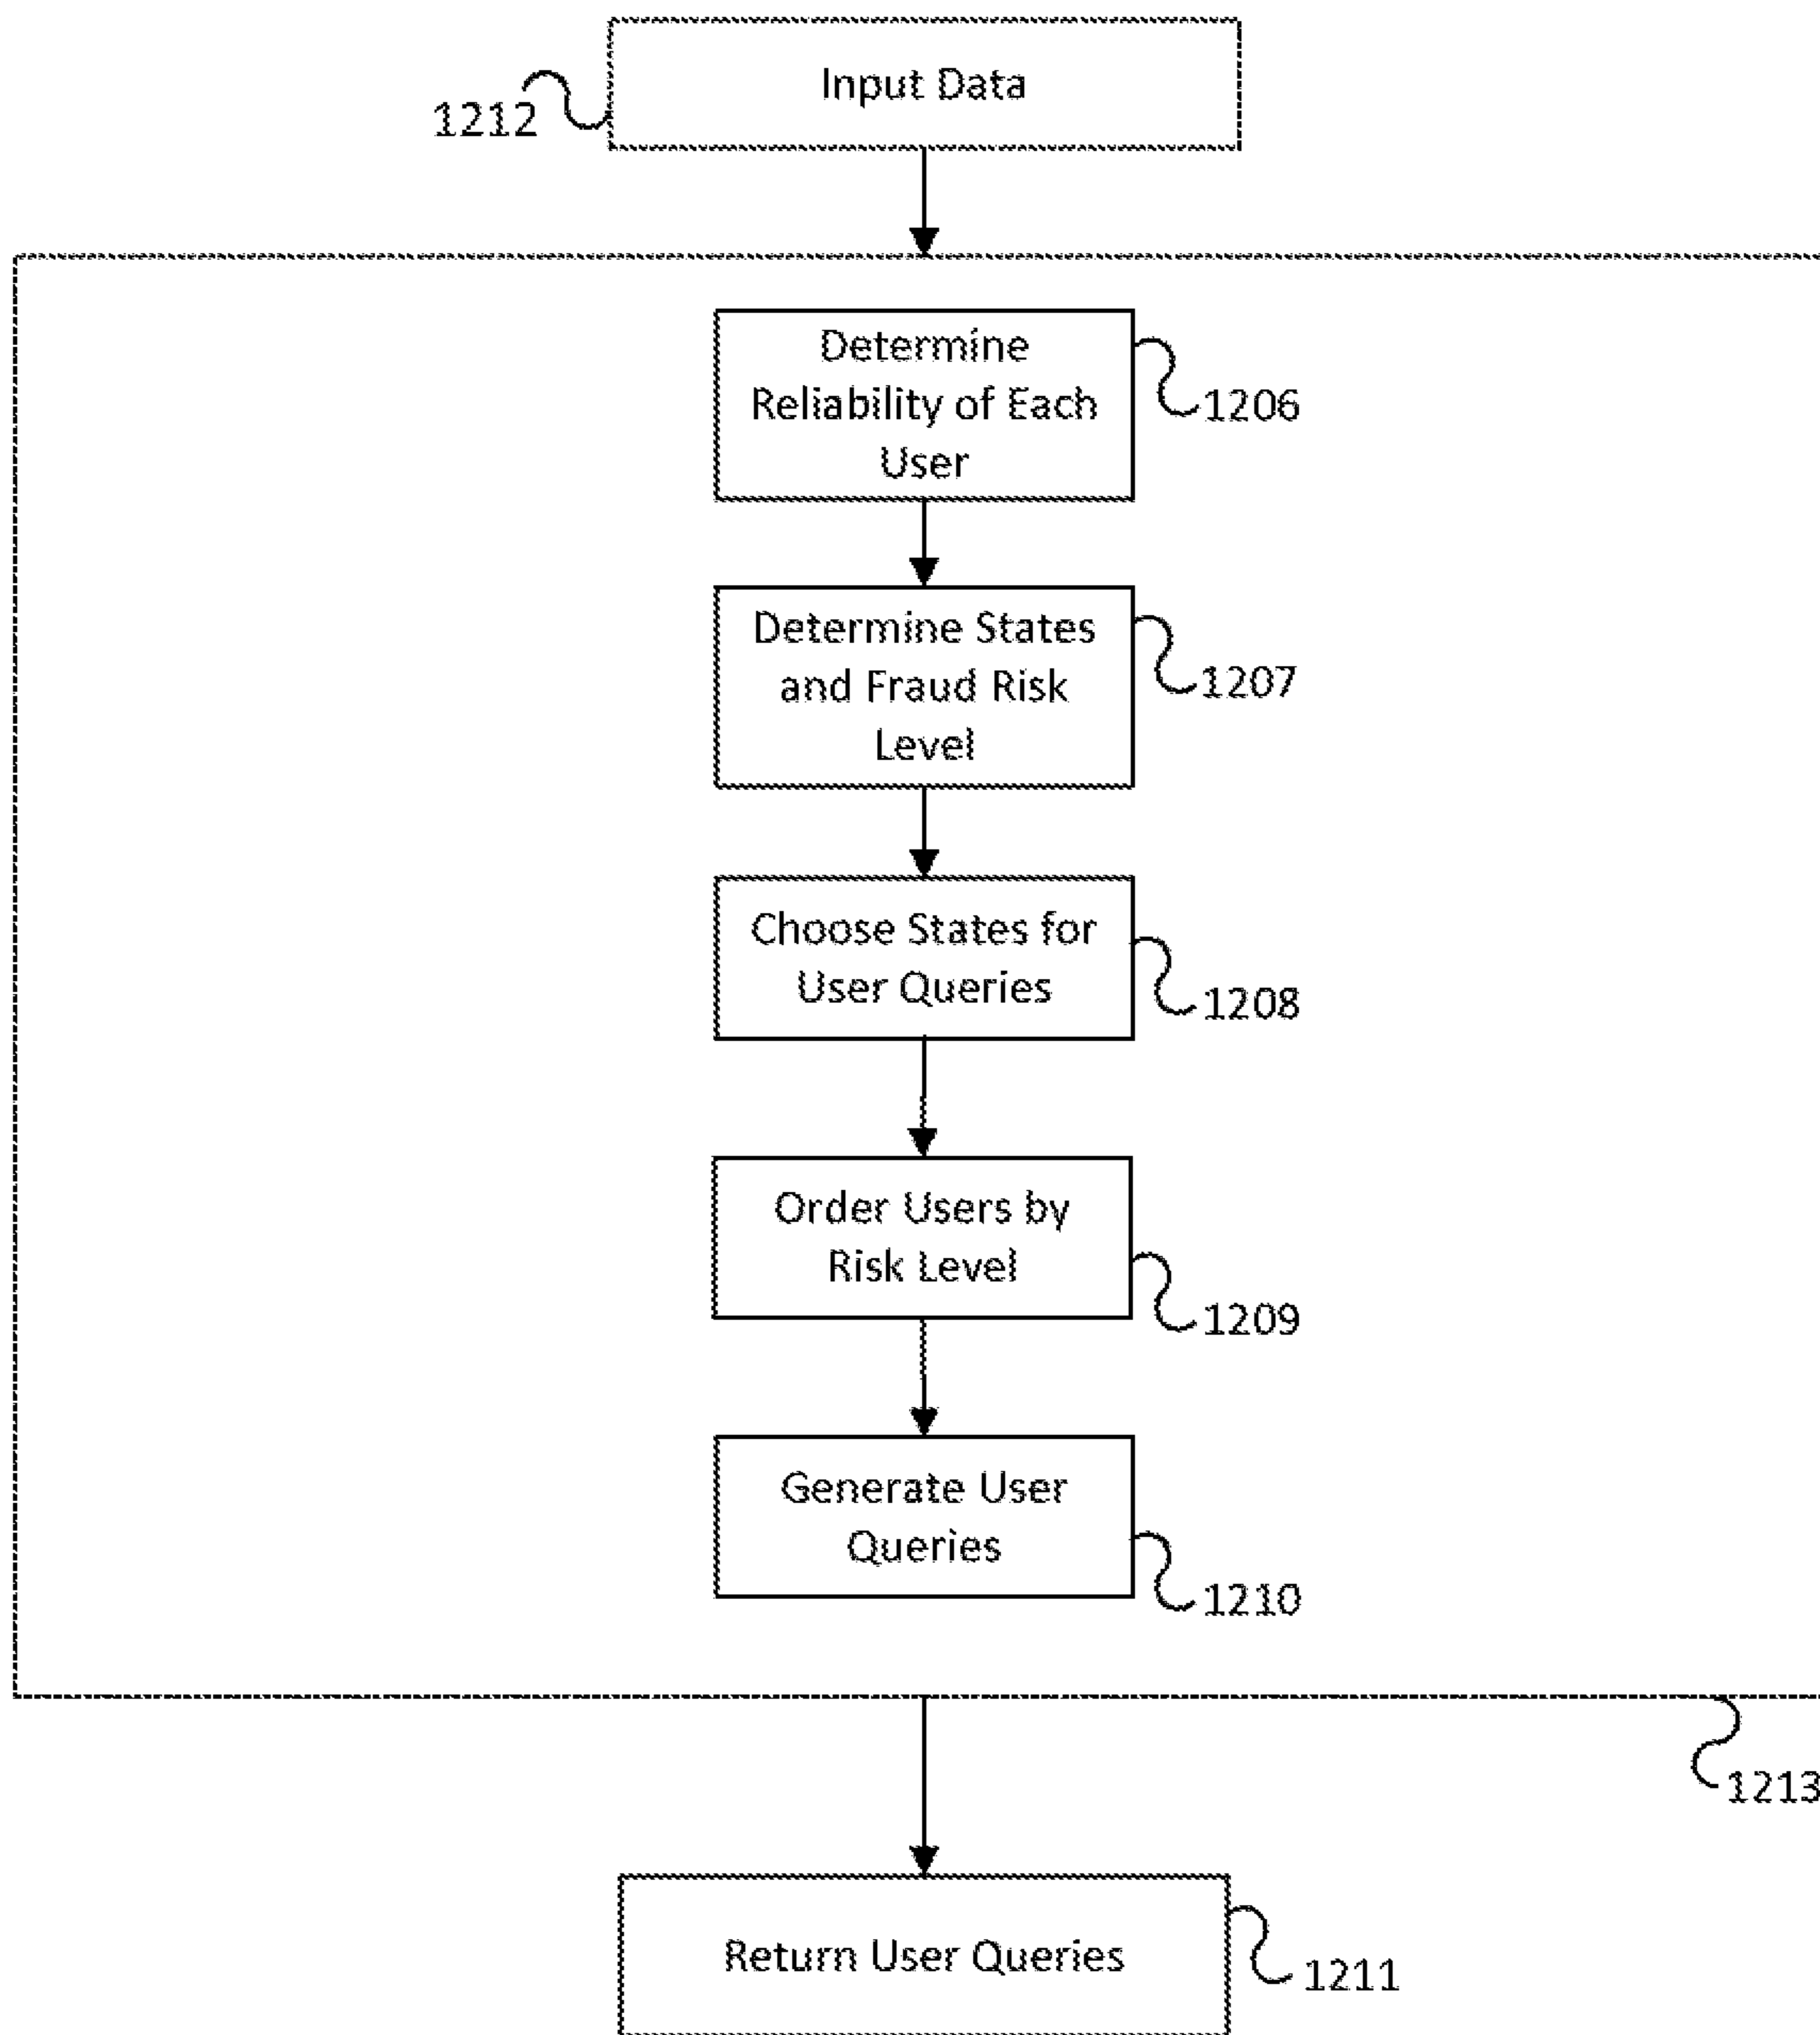 Input Data
1212
Determine
Reliability of Each
User
1206
Determine States
and Fraud Risk
Level
1207
Choose States for
User Queries
1208
Order Users by
Risk Level
1209
Generate User
Queries
1210
1213
Return User Queries
1211